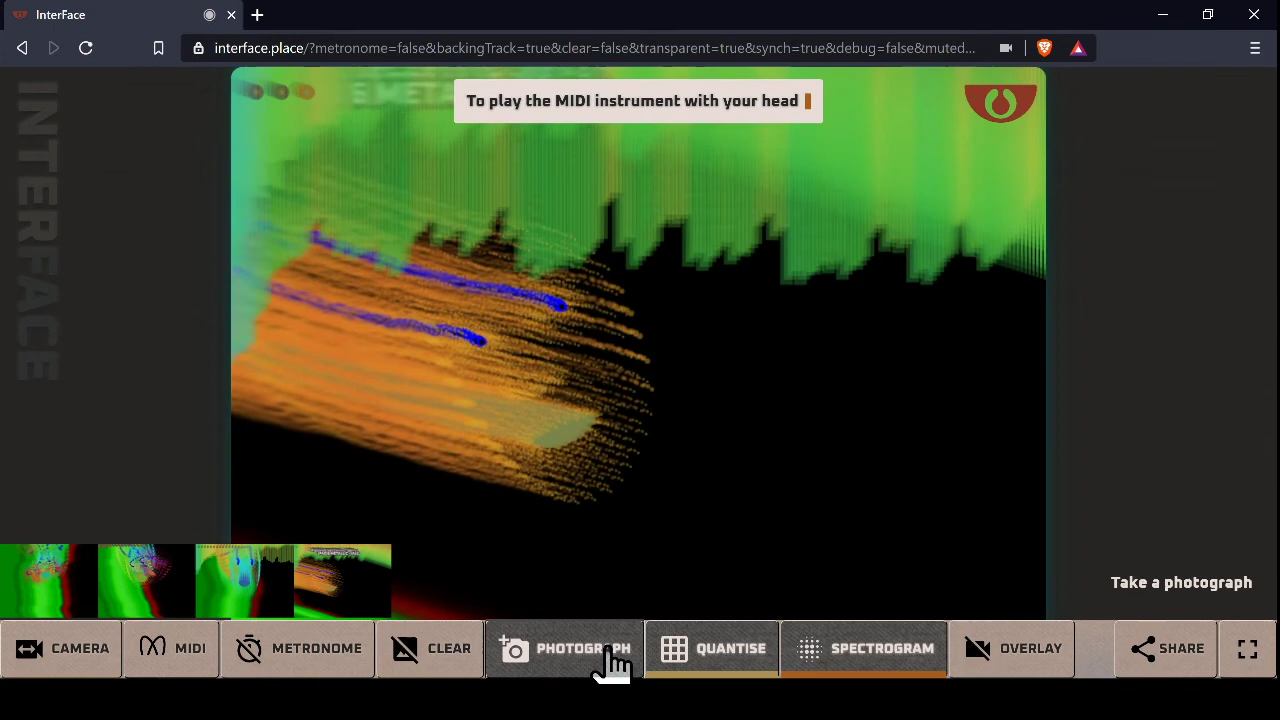 InterFace
interface.place/?metronome=false&backingTrack=true&clear=false&transparent=true&synch=true&debug=false&muted...
INTERFACE
To play the MIDI instrument with your head
Take a photograph
CAMERA
MIDI
METRONOME
CLEAR
PHOTOGRAPH
QUANTISE
SPECTROGRAM
OVERLAY
SHARE